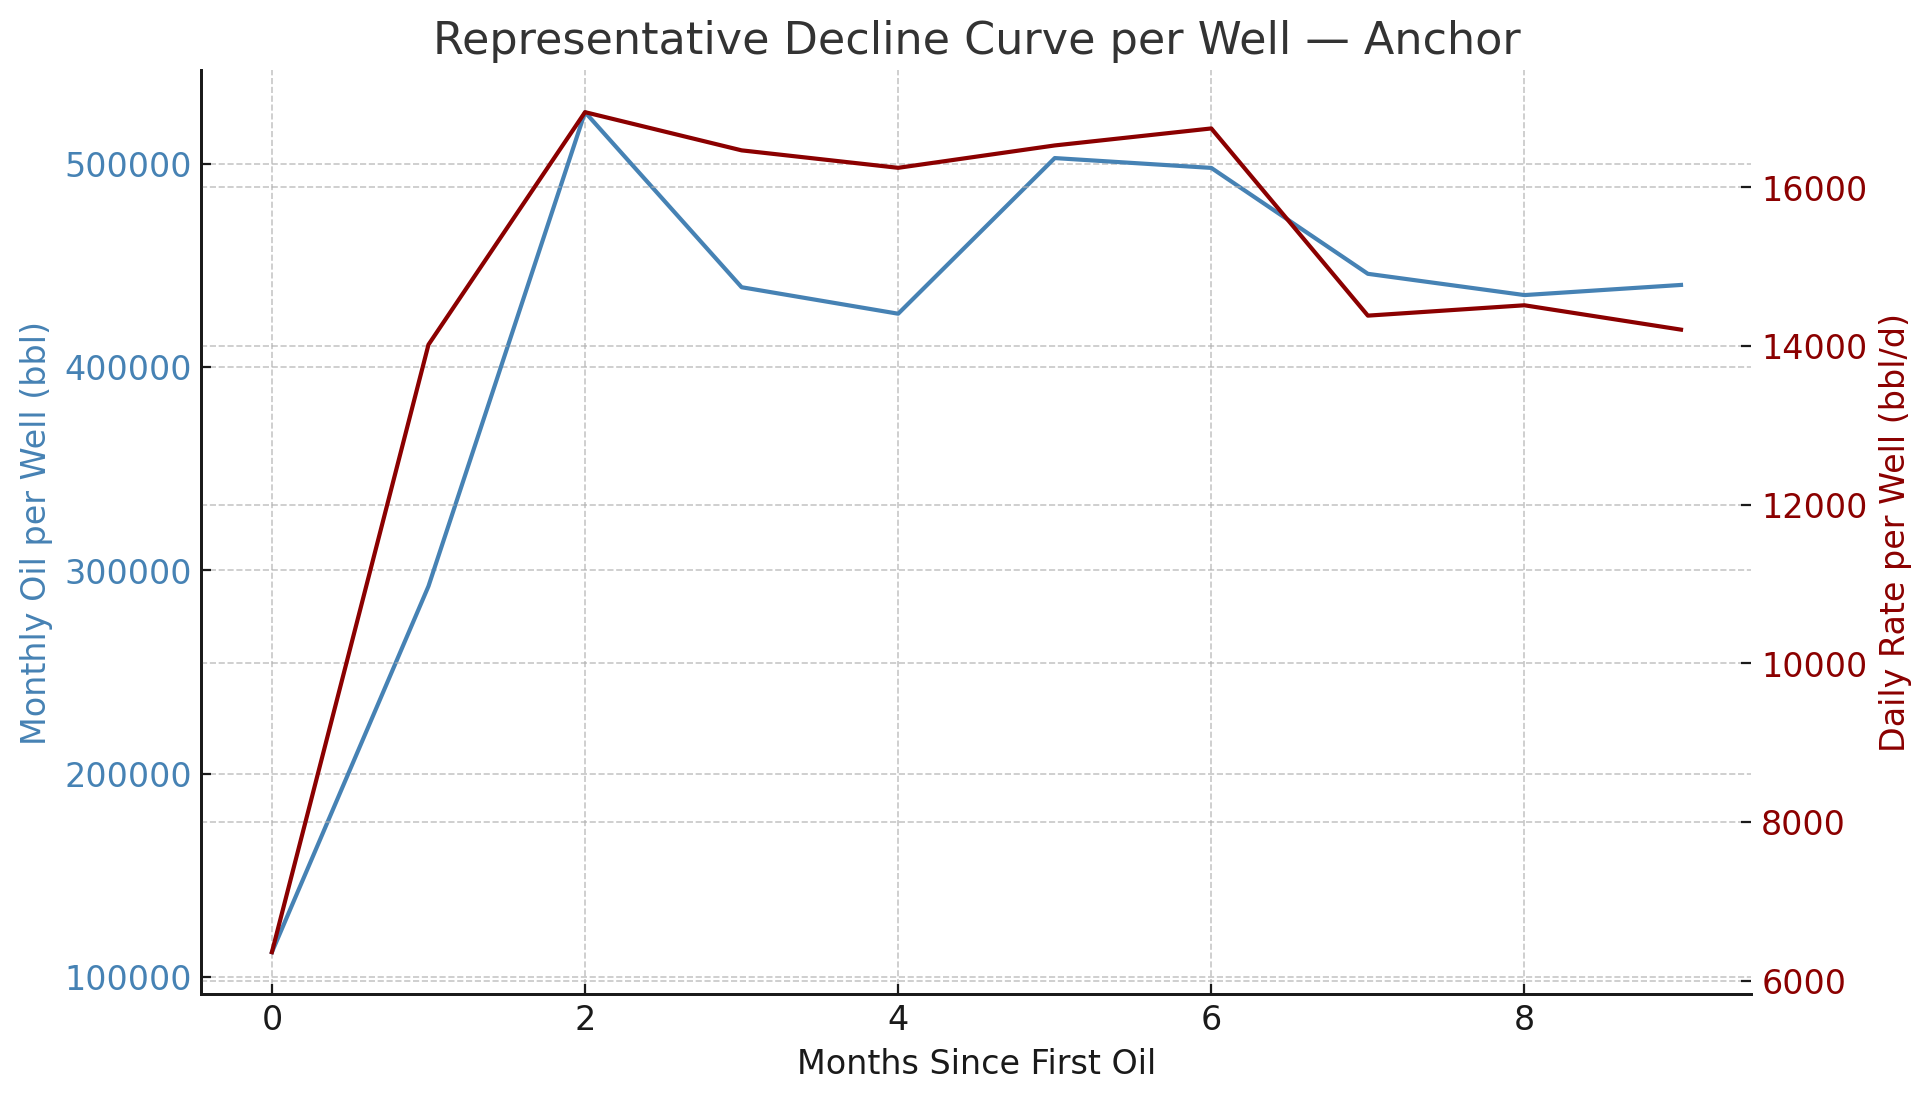 Representative Decline Curve per Well — Anchor
Monthly Oil per Well (bbl)
500000
400000
300000
200000
100000
16000
14000
12000
10000
8000
6000
Daily Rate per Well (bbl/d)
0 2 4 6 8
Months Since First Oil